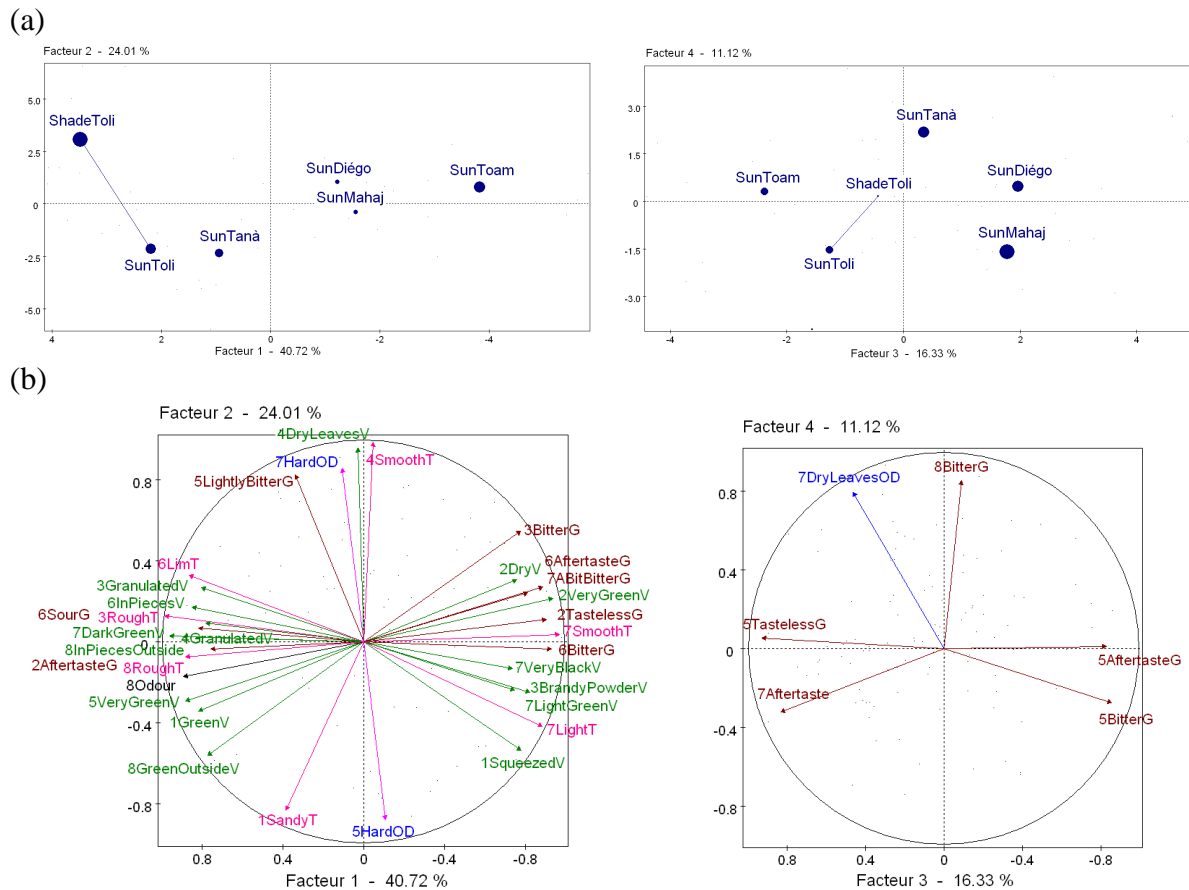 (a)
Facteur 2 - 24.01 %
5.0
2.5
0
-2.5
-5.0
ShadeToli
SunToli
SunTanà
SunDiégo
SunMahaj
SunToam
4 2 0 -2 -4
Facteur 1 - 40.72 %
Facteur 4 - 11.12 %
3.0
1.5
0
-1.5
-3.0
SunTanà
SunToam
ShadeToli
SunDiégo
SunToli
SunMahaj
-4 -2 0 2 4
Facteur 3 - 16.33 %
(b)
Facteur 2 - 24.01 %
0.8
0.4
0
-0.4
-0.8
4DryLeavesV
7HardOD
4SmoothT
5LightlyBitterG
3BitterG
6LimT
6AftertasteG
2DryV
7ABitBitterG
3GranulatedV
2VeryGreenV
6InPiecesV
6SourG
3RoughT
2TastelessG
7DarkGreenV
4GranulatedV
7SmoothT
8InPiecesOutside
6BitterG
2AftertasteG
8RoughT
7VeryBlackV
8Odour
3BrandyPowderV
5VeryGreenV
7LightGreenV
1GreenV
7LightT
8GreenOutsideV
1SqueezedV
1SandyT
5HardOD
0.8 0.4 0 -0.4 -0.8
Facteur 1 - 40.72 %
Facteur 4 - 11.12 %
0.8
0.4
0
-0.4
-0.8
7DryLeavesOD
8BitterG
5TastelessG
5AftertasteG
7Aftertaste
5BitterG
0.8 0.4 0 -0.4 -0.8
Facteur 3 - 16.33 %